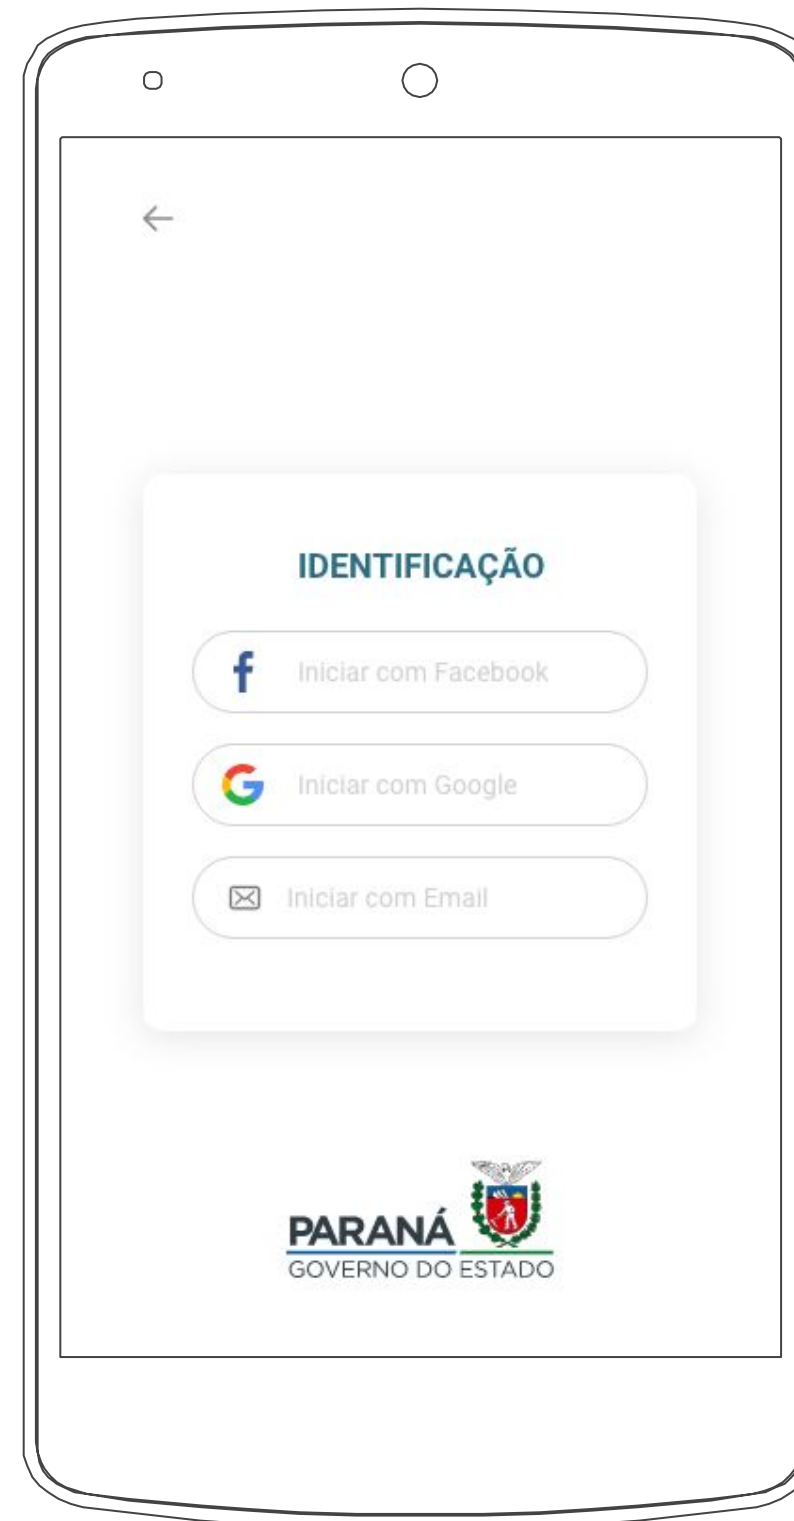 IDENTIFICAÇÃO
Iniciar com Facebook
Iniciar com Google
Iniciar com Email
PARANÁ
GOVERNO DO ESTADO